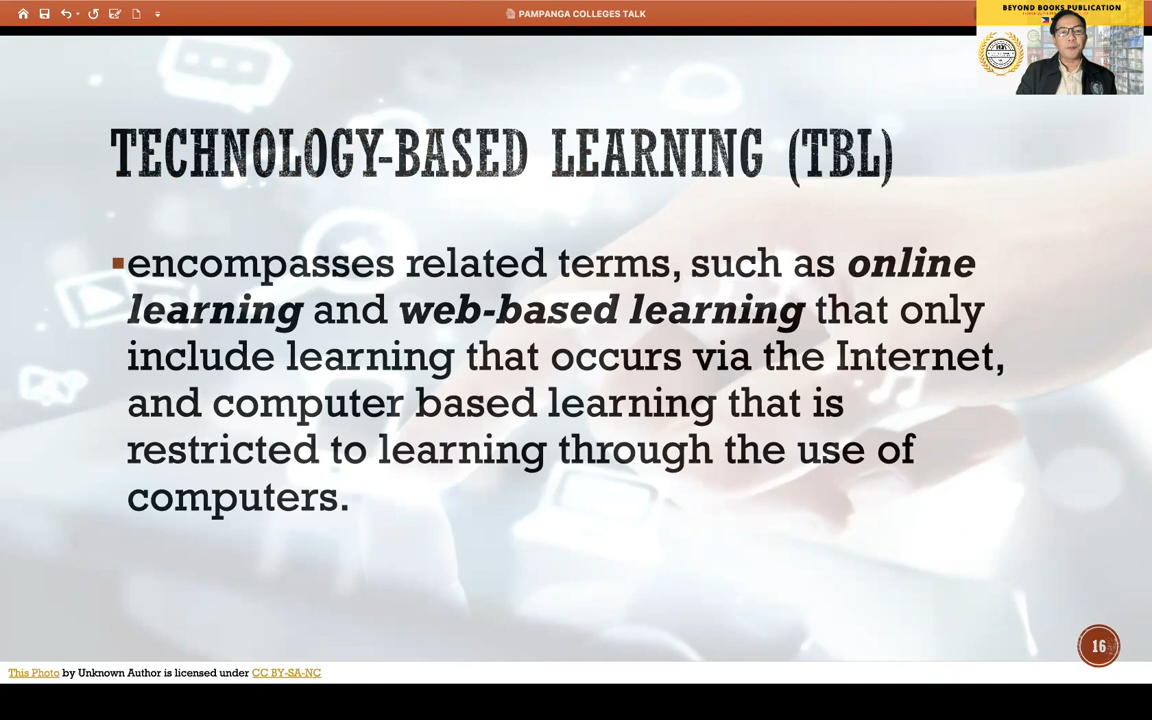 PAMPANGA COLLEGES TALK
BEYOND BOOKS PUBLICATION
TECHNOLOGY-BASED LEARNING (TBL)
encompasses related terms, such as online
learning and web-based learning that only
include learning that occurs via the Internet,
and computer based learning that is
restricted to learning through the use of
computers.
16
This Photo by Unknown Author is licensed under CC BY-SA-NC